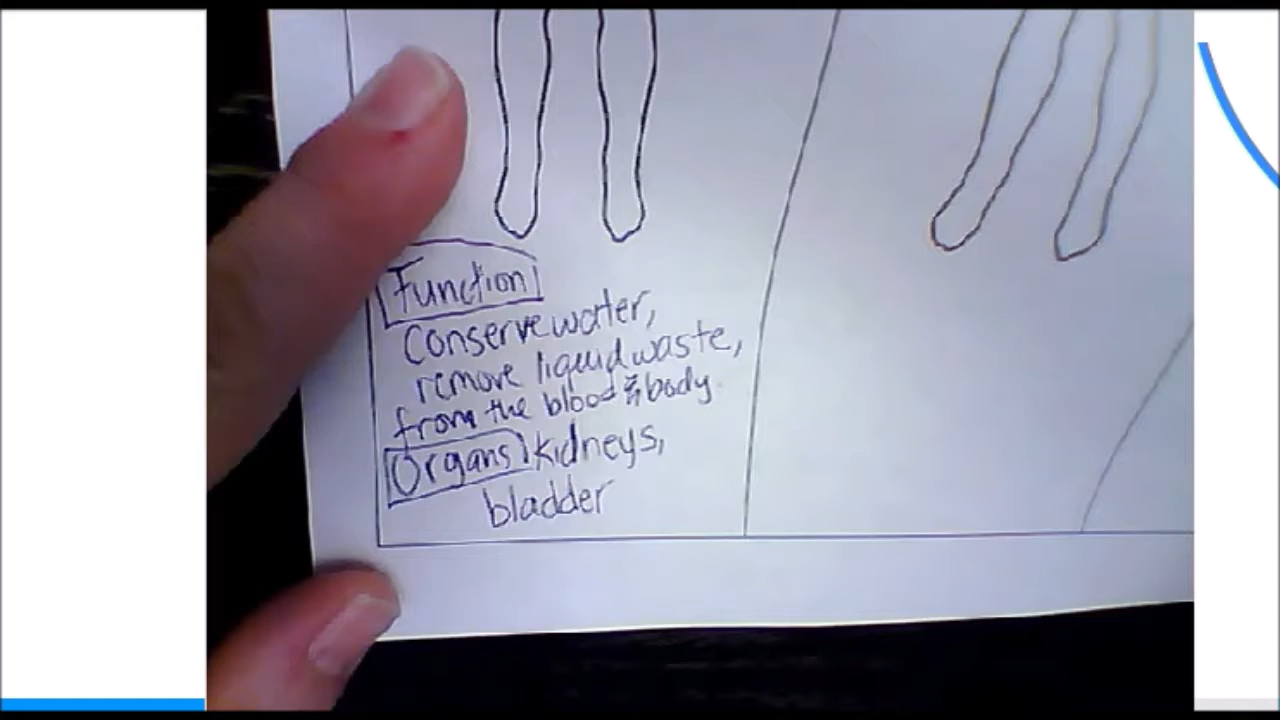 Function
Conserve water,
remove liquid waste,
from the blood & body.
Organs kidneys,
bladder